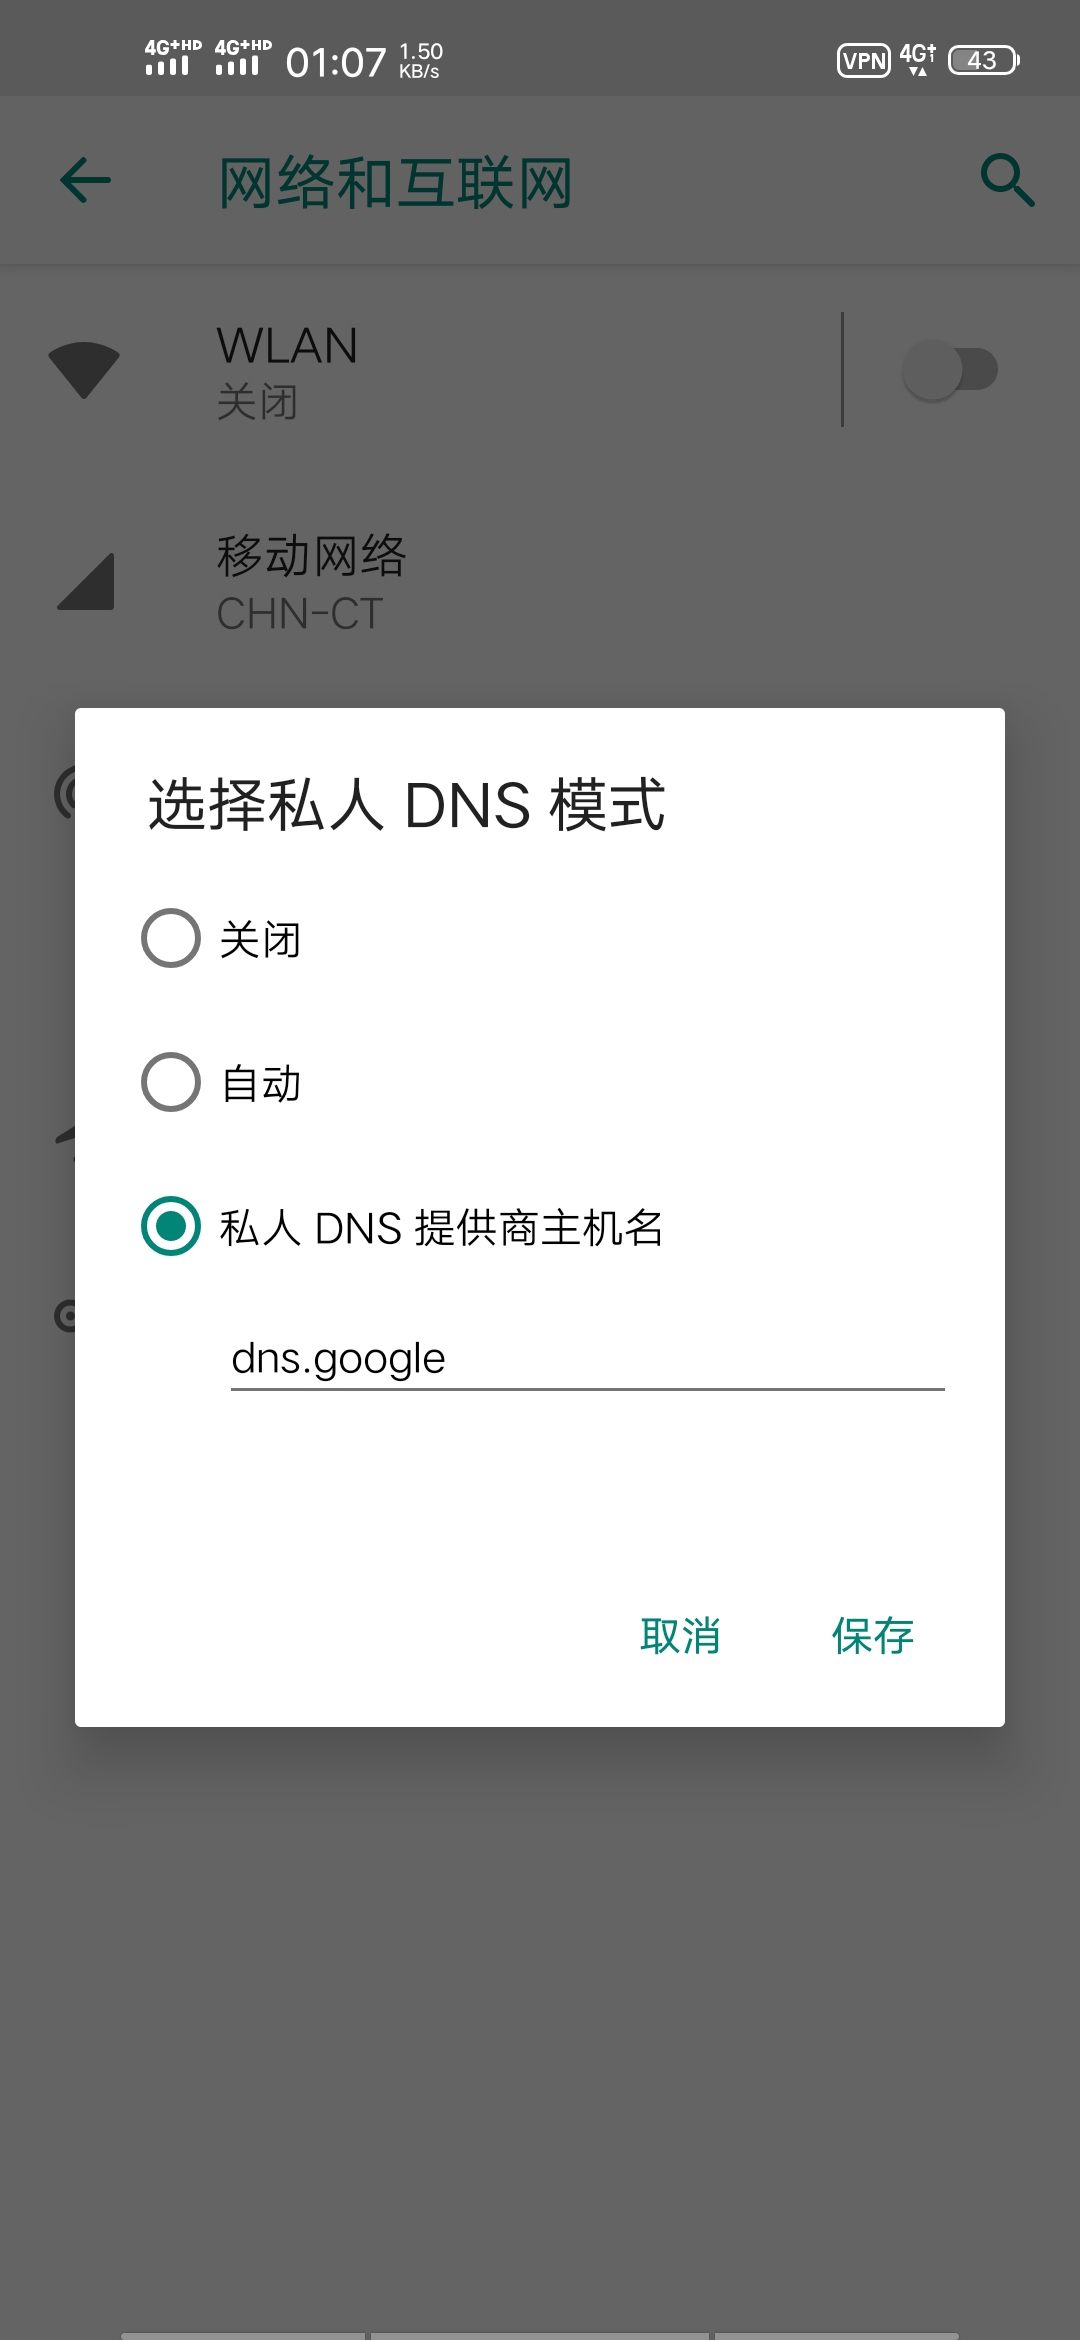 4G+HD 4G+HD 01:07 1.50 KB/s VPN 4G+ 43
网络和互联网
WLAN
关闭
移动网络
CHN-CT
选择私人 DNS 模式
关闭
自动
私人 DNS 提供商主机名
dns.google
取消 保存